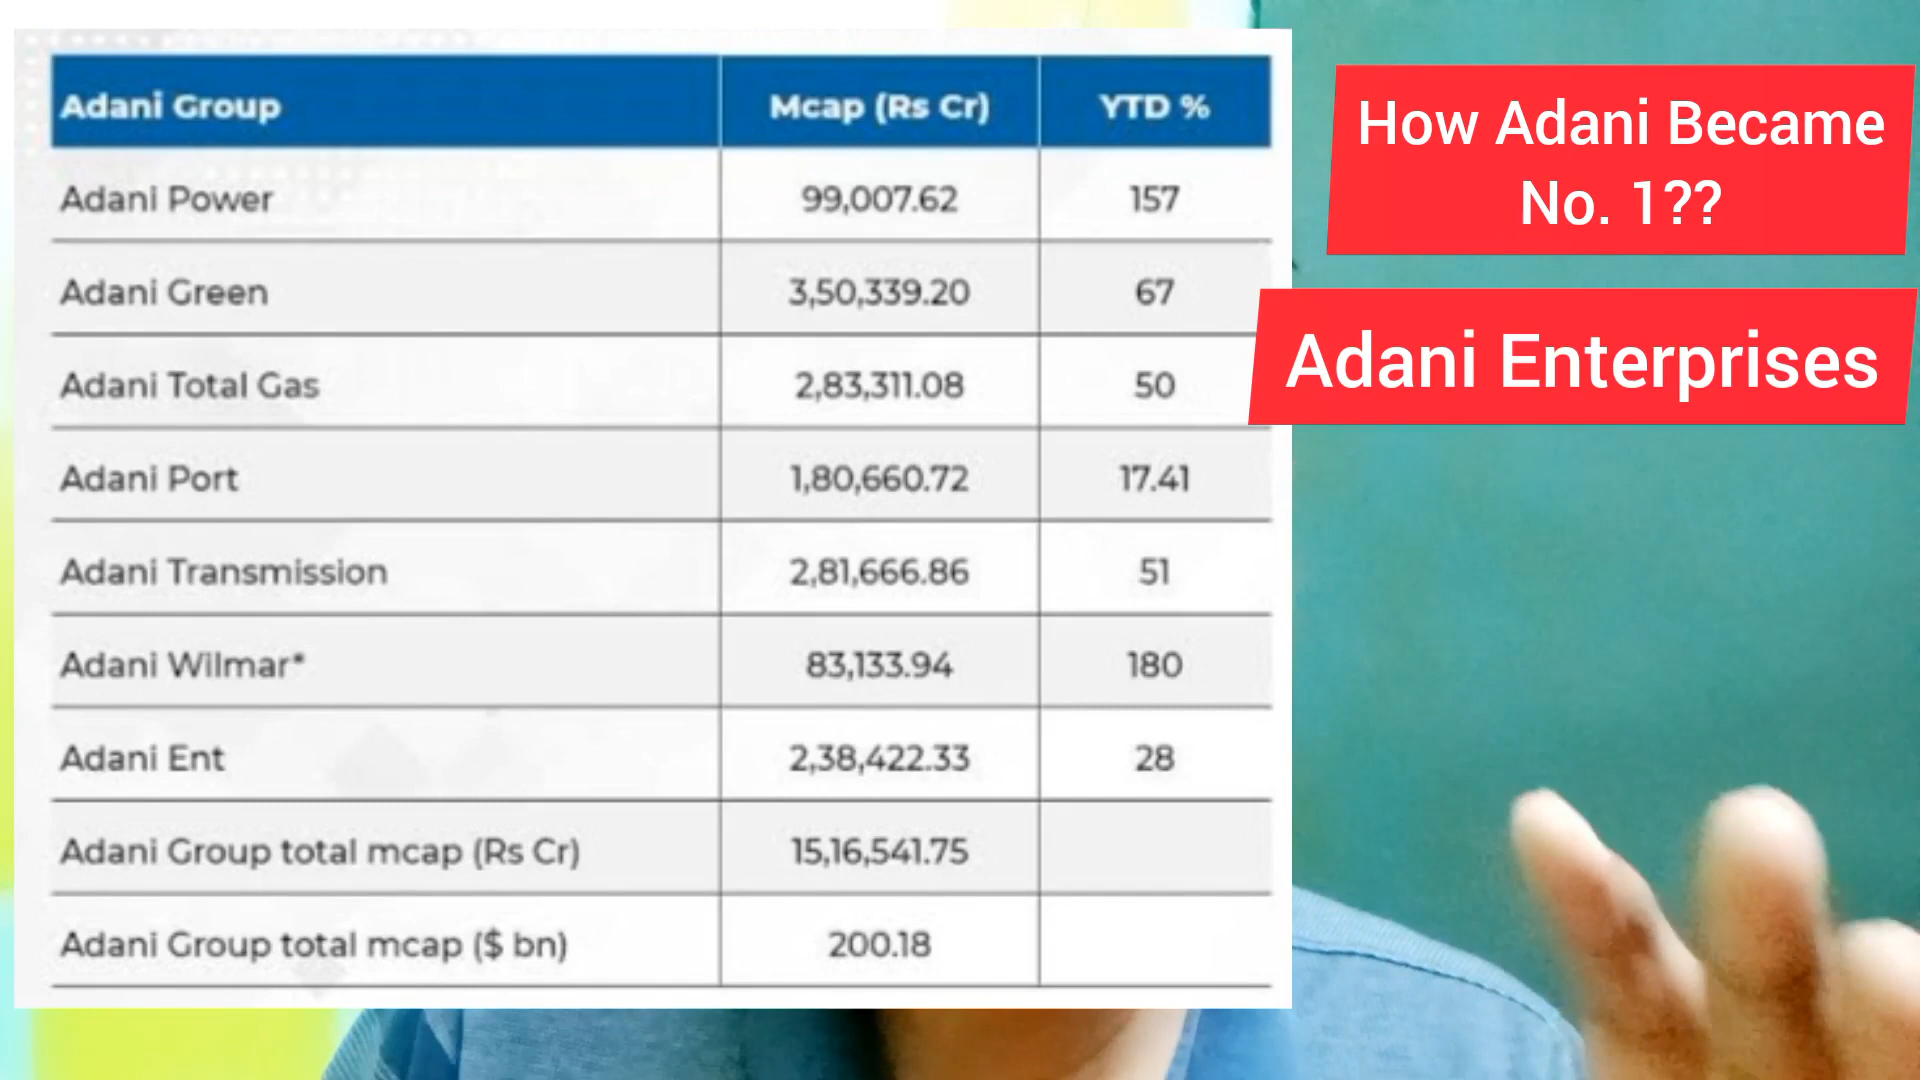 Adani Group Mcap (Rs Cr) YTD %
Adani Power 99,007.62 157
Adani Green 3,50,339.20 67
Adani Total Gas 2,83,311.08 50
Adani Port 1,80,660.72 17.41
Adani Transmission 2,81,666.86 51
Adani Wilmar* 83,133.94 180
Adani Ent 2,38,422.33 28
Adani Group total mcap (Rs Cr) 15,16,541.75
Adani Group total mcap ($ bn) 200.18
How Adani Became
No. 1??
Adani Enterprises